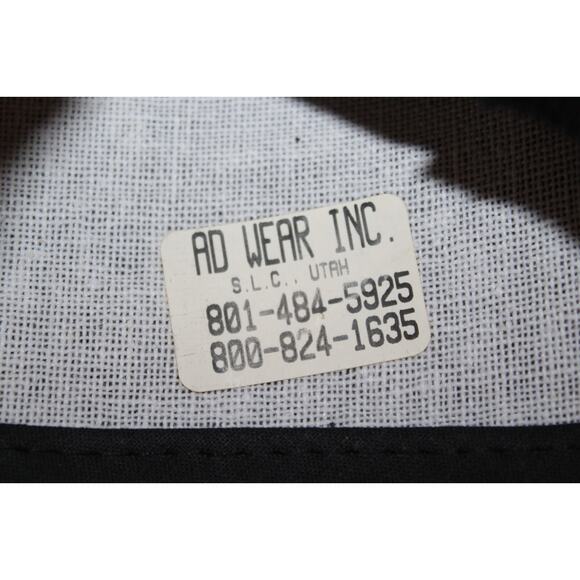 AD WEAR INC.
S.L.C., UTAH
801-484-5925
800-824-1635